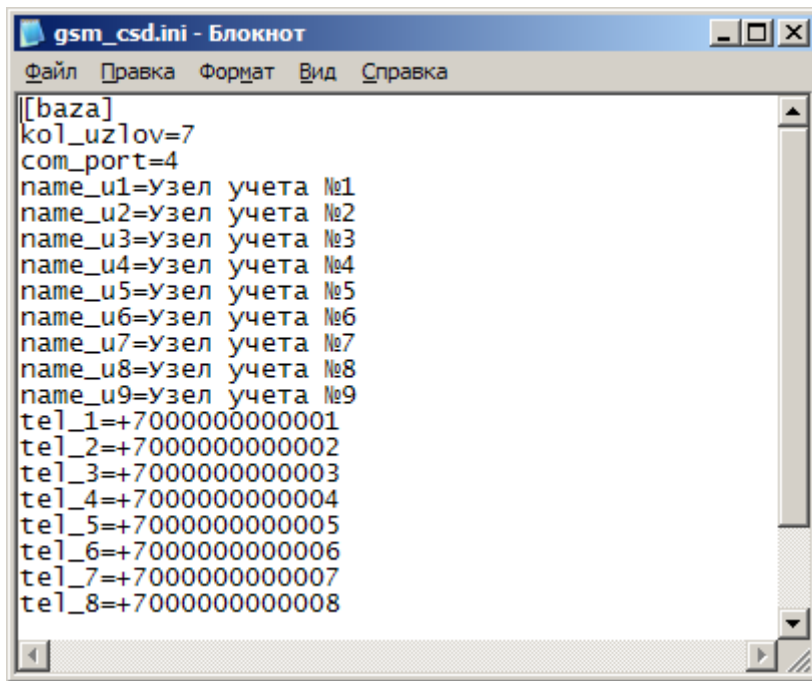 gsm_csd.ini - Блокнот
Файл Правка Формат Вид Справка
[baza]
kol_uzlov=7
com_port=4
name_u1=Узел учета №1
name_u2=Узел учета №2
name_u3=Узел учета №3
name_u4=Узел учета №4
name_u5=Узел учета №5
name_u6=Узел учета №6
name_u7=Узел учета №7
name_u8=Узел учета №8
name_u9=Узел учета №9
tel_1=+7000000000001
tel_2=+7000000000002
tel_3=+7000000000003
tel_4=+7000000000004
tel_5=+7000000000005
tel_6=+7000000000006
tel_7=+7000000000007
tel_8=+7000000000008